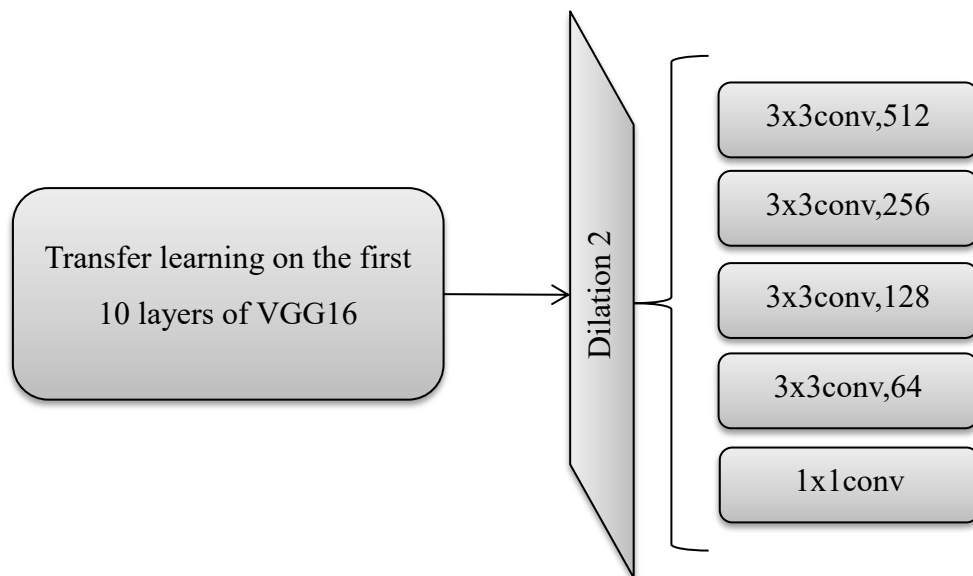 Transfer learning on the first
10 layers of VGG16
Dilation 2
3x3conv,512
3x3conv,256
3x3conv,128
3x3conv,64
1x1conv